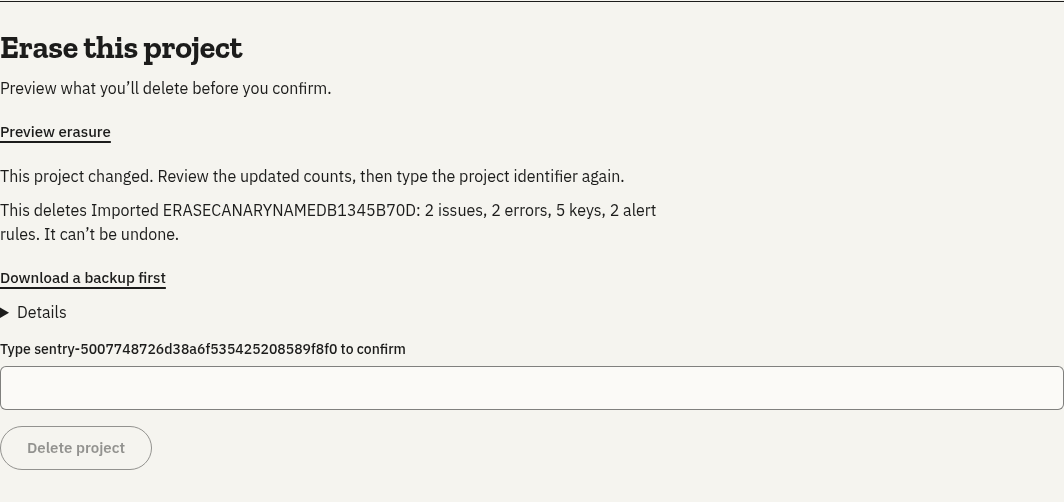 Erase this project
Preview what you’ll delete before you confirm.
Preview erasure
This project changed. Review the updated counts, then type the project identifier again.
This deletes Imported ERASECANARYNAMEDB1345B70D: 2 issues, 2 errors, 5 keys, 2 alert
rules. It can’t be undone.
Download a backup first
Details
Type sentry-5007748726d38a6f535425208589f8f0 to confirm
Delete project